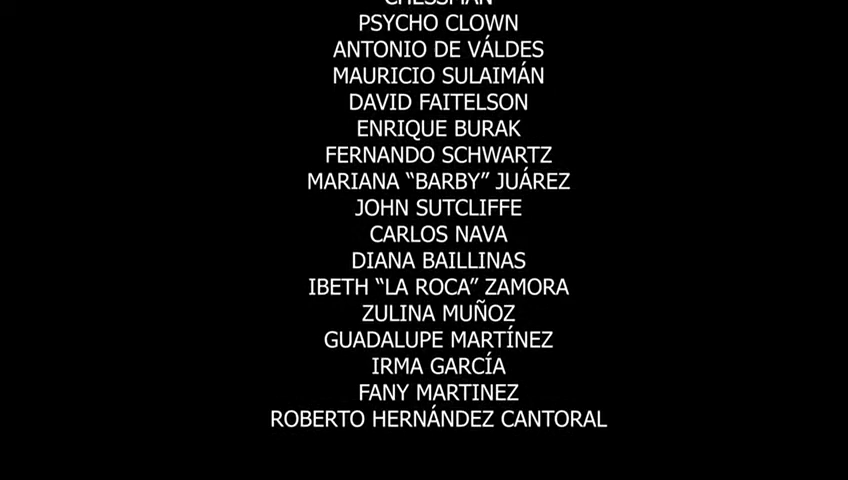 CHESSMAN
PSYCHO CLOWN
ANTONIO DE VÁLDES
MAURICIO SULAIMÁN
DAVID FAITELSON
ENRIQUE BURAK
FERNANDO SCHWARTZ
MARIANA “BARBY” JUÁREZ
JOHN SUTCLIFFE
CARLOS NAVA
DIANA BAILLINAS
IBETH “LA ROCA” ZAMORA
ZULINA MUÑOZ
GUADALUPE MARTÍNEZ
IRMA GARCÍA
FANY MARTINEZ
ROBERTO HERNÁNDEZ CANTORAL